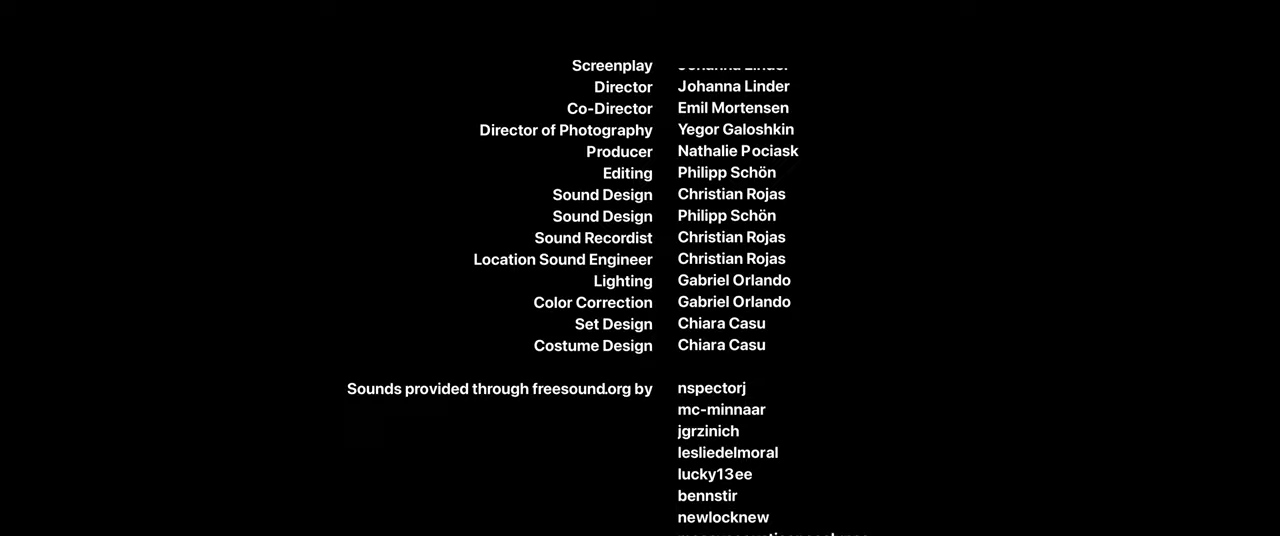 Screenplay Johanna Linder
Director Johanna Linder
Co-Director Emil Mortensen
Director of Photography Yegor Galoshkin
Producer Nathalie Pociask
Editing Philipp Schön
Sound Design Christian Rojas
Sound Design Philipp Schön
Sound Recordist Christian Rojas
Location Sound Engineer Christian Rojas
Lighting Gabriel Orlando
Color Correction Gabriel Orlando
Set Design Chiara Casu
Costume Design Chiara Casu
Sounds provided through freesound.org by nspectorj
mc-minnaar
jgrzinich
lesliedelmoral
lucky13ee
bennstir
newlocknew